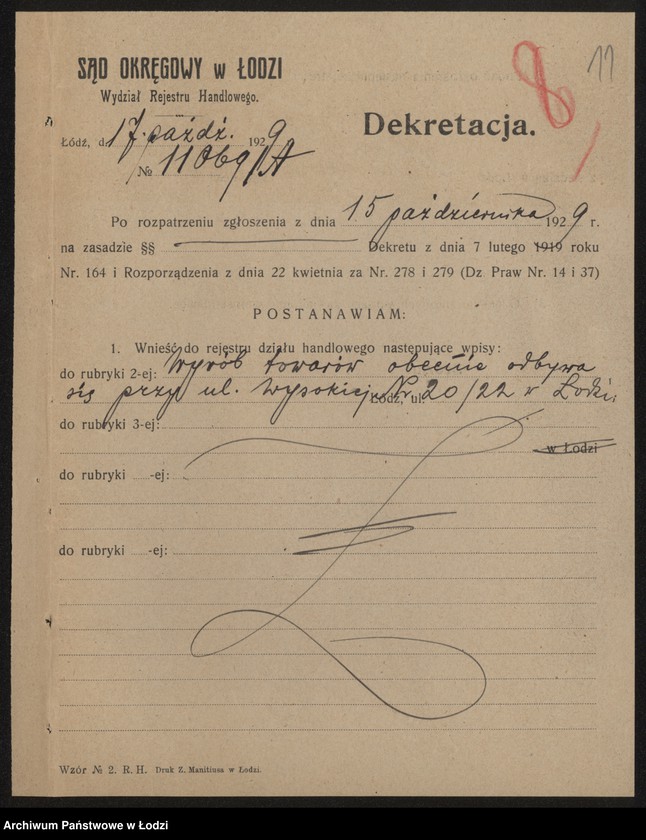 8 11
SĄD OKRĘGOWY w ŁODZI
Wydział Rejestru Handlowego.
Łódź, d. 17. paźdź. 1929
№ 11069/A
Dekretacja.
Po rozpatrzeniu zgłoszenia z dnia 15 października 1929 r.
na zasadzie §§ Dekretu z dnia 7 lutego 1919 roku
Nr. 164 i Rozporządzenia z dnia 22 kwietnia za Nr. 278 i 279 (Dz Praw Nr. 14 i 37)
POSTANAWIAM:
1. Wnieść do rejestru działu handlowego następujące wpisy:
do rubryki 2-ej: Wyrób towarów obecnie odbywa
się przy ul. Wysokiej Nr. 20/22 w Łodzi.
Łódź, ul.
do rubryki 3-ej:
w Łodzi
do rubryki -ej:
do rubryki -ej:
Wzór № 2. R. H. Druk Z. Manitiusa w Łodzi.
Archiwum Państwowe w Łodzi